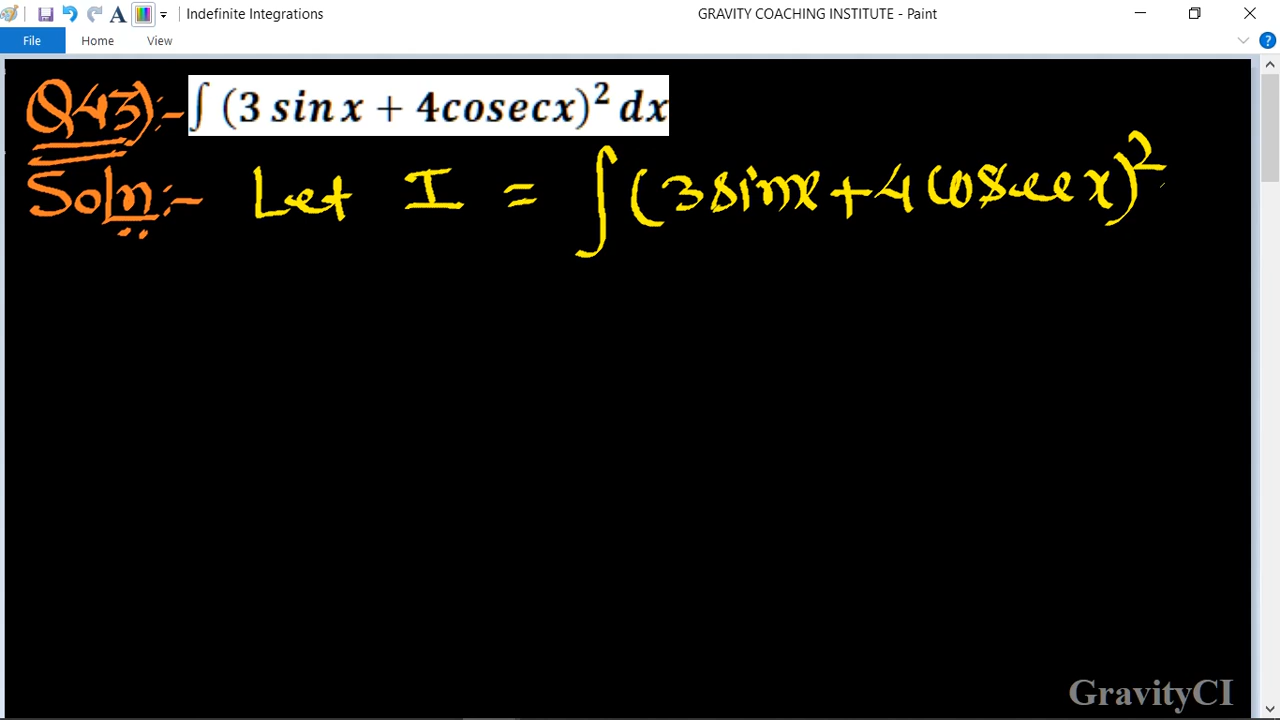 Indefinite Integrations
GRAVITY COACHING INSTITUTE - Paint
File Home View
Q43):- ∫ (3 sin x + 4cosecx)² dx
Soln:- Let I = ∫(3sinx+4cosecx)²
GravityCI